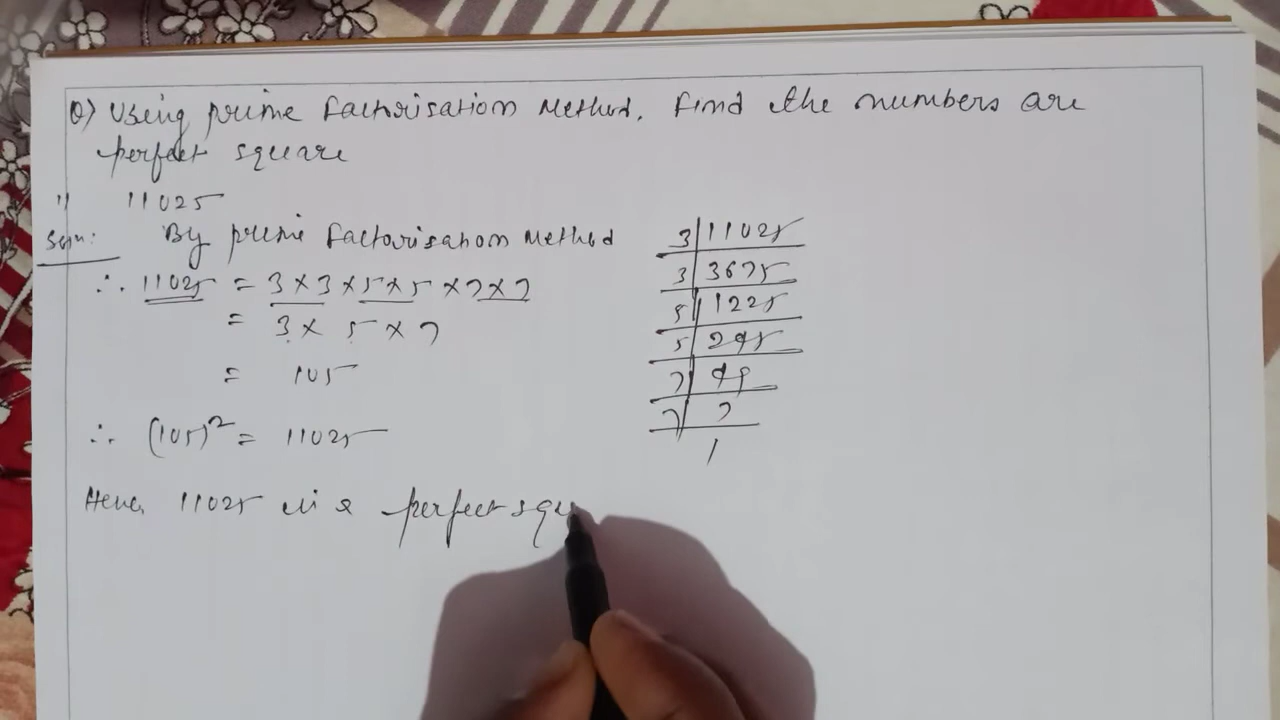 Q) Using prime factorisation Method. Find the numbers are
perfect square
11025
Soln: By prime factorisation Method
∴ 11025 = 3×3×5×5×7×7
= 3× 5×7
= 105
∴ (105)² = 11025
Hence 11025 is a perfect squ
3|11025
3|3675
5|1225
5|245
7|49
7|7
1